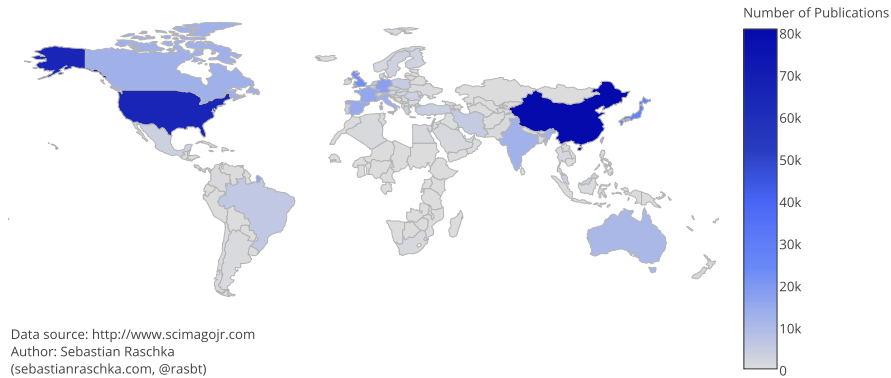 Number of Publications
80k
70k
60k
50k
40k
30k
20k
10k
0
Data source: http://www.scimagojr.com
Author: Sebastian Raschka
(sebastianraschka.com, @rasbt)